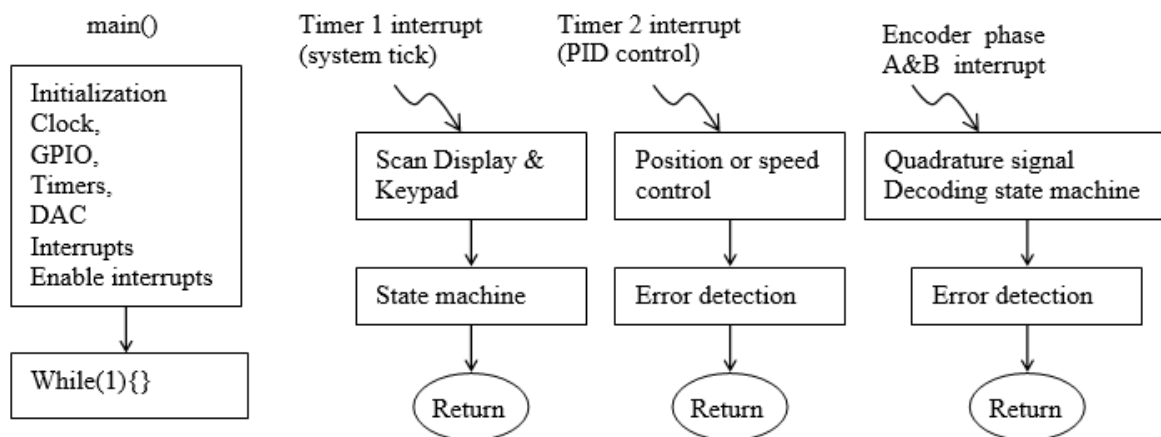 main()
Initialization
Clock,
GPIO,
Timers,
DAC
Interrupts
Enable interrupts
While(1){}
Timer 1 interrupt
(system tick)
Scan Display &
Keypad
State machine
Return
Timer 2 interrupt
(PID control)
Position or speed
control
Error detection
Return
Encoder phase
A&B interrupt
Quadrature signal
Decoding state machine
Error detection
Return